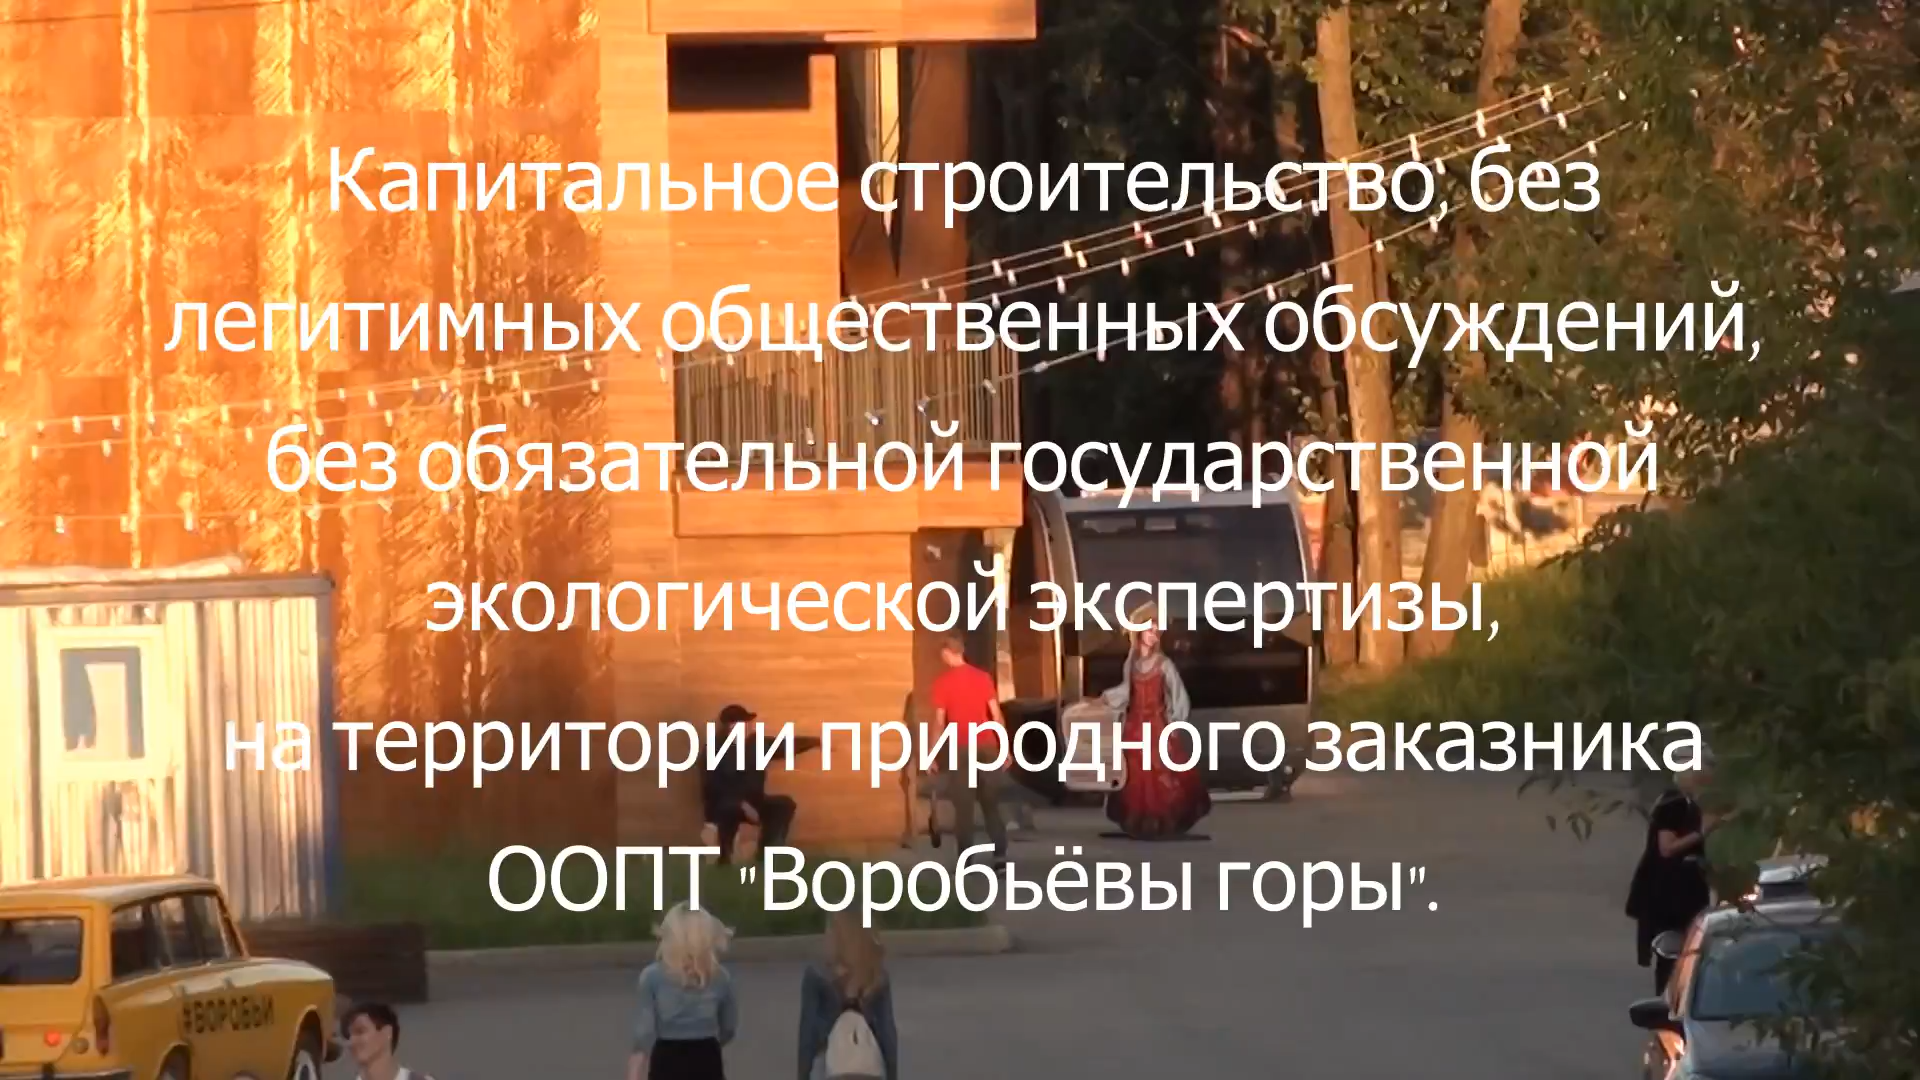 Капитальное строительство, без
легитимных общественных обсуждений,
без обязательной государственной
экологической экспертизы,
на территории природного заказника
ООПТ "Воробьёвы горы".
#ВОРОБЬИ